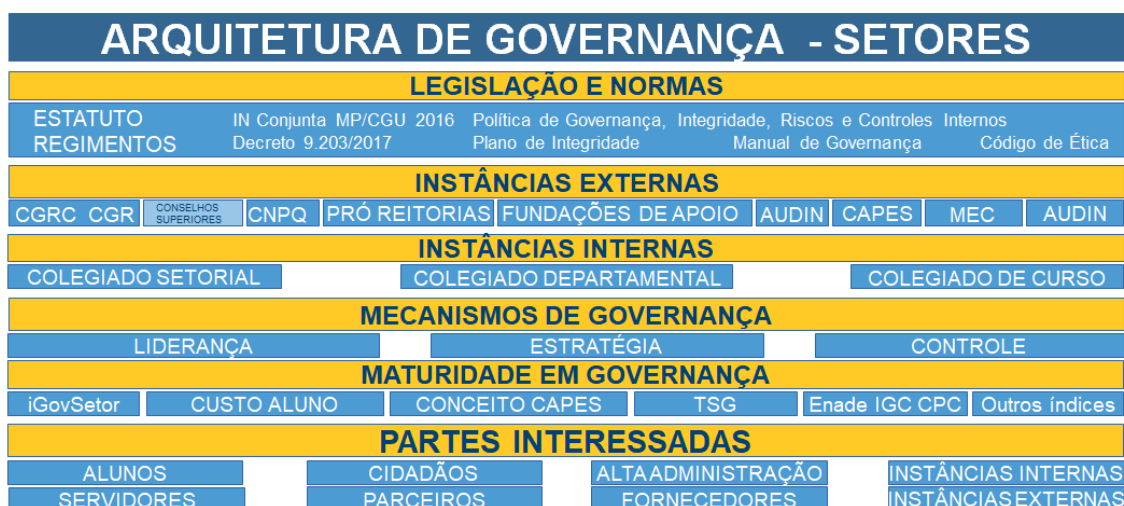 ARQUITETURA DE GOVERNANÇA - SETORES
LEGISLAÇÃO E NORMAS
ESTATUTO IN Conjunta MP/CGU 2016 Política de Governança, Integridade, Riscos e Controles Internos
REGIMENTOS Decreto 9.203/2017 Plano de Integridade Manual de Governança Código de Ética
INSTÂNCIAS EXTERNAS
CGRC CGR CONSELHOS SUPERIORES CNPQ PRÓ REITORIAS FUNDAÇÕES DE APOIO AUDIN CAPES MEC AUDIN
INSTÂNCIAS INTERNAS
COLEGIADO SETORIAL COLEGIADO DEPARTAMENTAL COLEGIADO DE CURSO
MECANISMOS DE GOVERNANÇA
LIDERANÇA ESTRATÉGIA CONTROLE
MATURIDADE EM GOVERNANÇA
iGovSetor CUSTO ALUNO CONCEITO CAPES TSG Enade IGC CPC Outros índices
PARTES INTERESSADAS
ALUNOS CIDADÃOS ALTA ADMINISTRAÇÃO INSTÂNCIAS INTERNAS
SERVIDORES PARCEIROS FORNECEDORES INSTÂNCIAS EXTERNAS